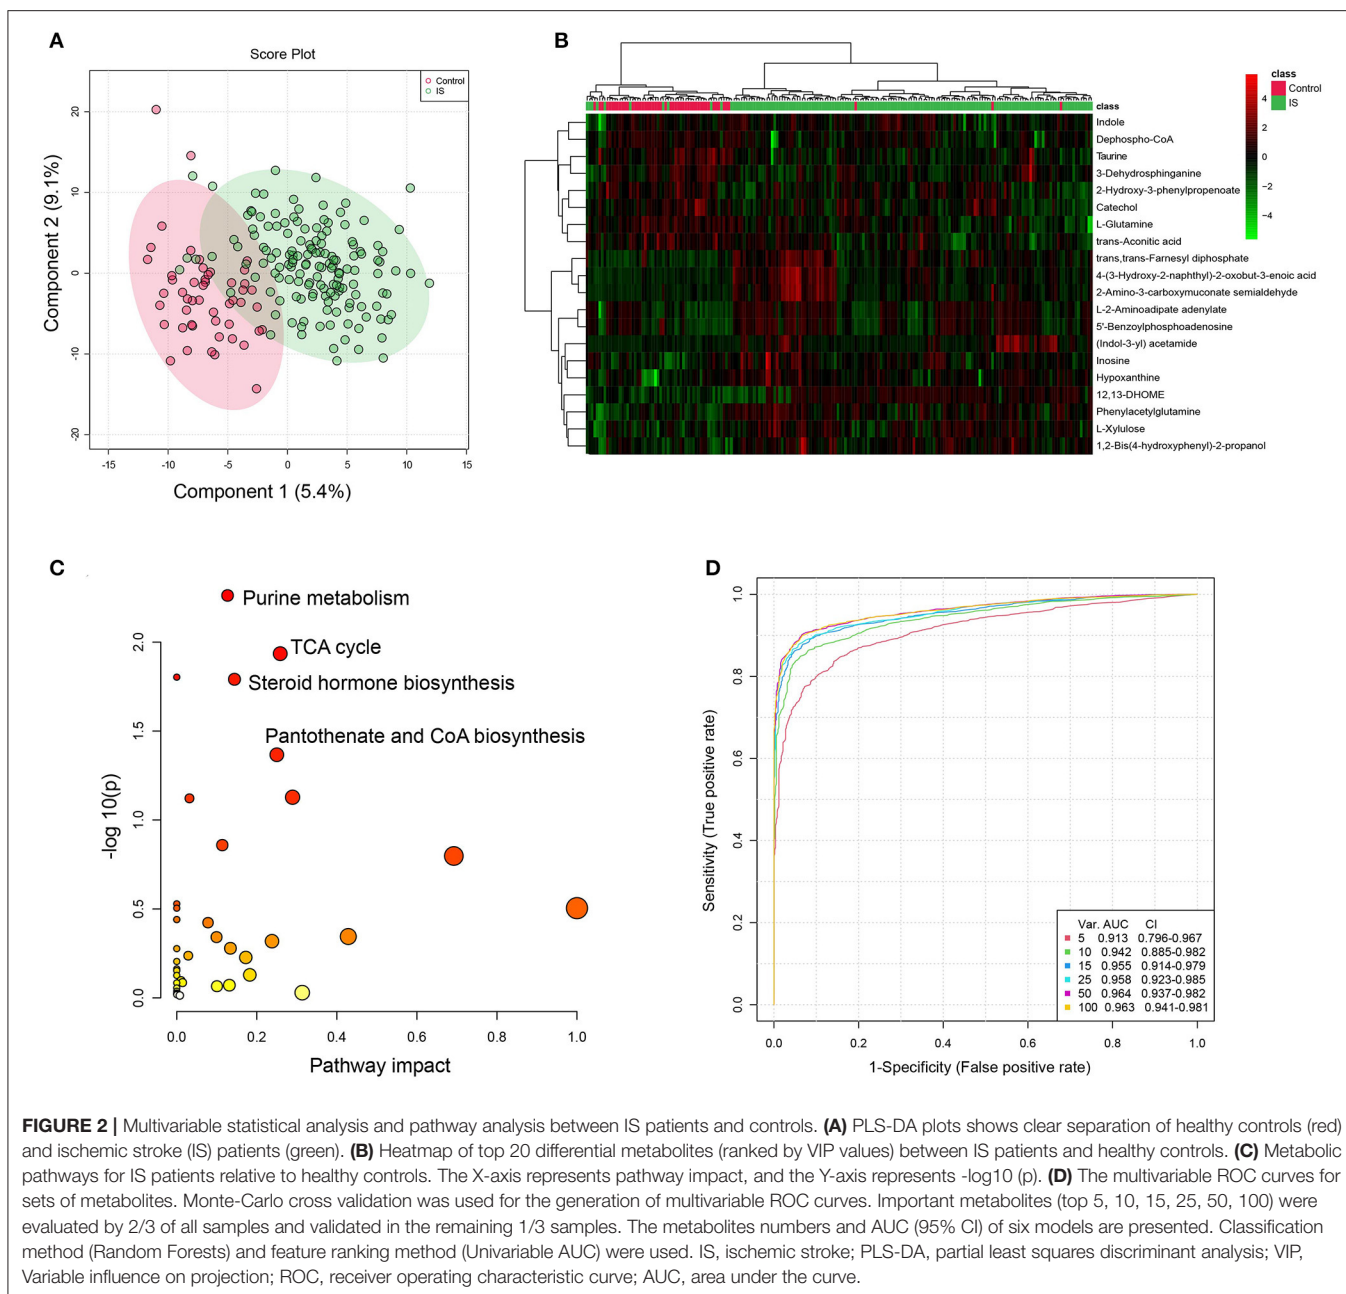 A
Score Plot
Control
IS
Component 2 (9.1%)
20
10
0
-10
-20
-15
-10
-5
0
5
10
15
Component 1 (5.4%)
B
class
Control
IS
4
2
0
−2
−4
class
Indole
Dephospho-CoA
Taurine
3-Dehydrosphinganine
2-Hydroxy-3-phenylpropenoate
Catechol
L-Glutamine
trans-Aconitic acid
trans,trans-Farnesyl diphosphate
4-(3-Hydroxy-2-naphthyl)-2-oxobut-3-enoic acid
2-Amino-3-carboxymuconate semialdehyde
L-2-Aminoadipate adenylate
5'-Benzoylphosphoadenosine
(Indol-3-yl) acetamide
Inosine
Hypoxanthine
12,13-DHOME
Phenylacetylglutamine
L-Xylulose
1,2-Bis(4-hydroxyphenyl)-2-propanol
C
Purine metabolism
TCA cycle
Steroid hormone biosynthesis
Pantothenate and CoA biosynthesis
-log 10(p)
2.0
1.5
1.0
0.5
0.0
0.0
0.2
0.4
0.6
0.8
1.0
Pathway impact
D
Sensitivity (True positive rate)
1.0
0.8
0.6
0.4
0.2
0.0
Var. AUC CI
5 0.913 0.796-0.967
10 0.942 0.885-0.982
15 0.955 0.914-0.979
25 0.958 0.923-0.985
50 0.964 0.937-0.982
100 0.963 0.941-0.981
0.0
0.2
0.4
0.6
0.8
1.0
1-Specificity (False positive rate)
FIGURE 2 | Multivariable statistical analysis and pathway analysis between IS patients and controls. (A) PLS-DA plots shows clear separation of healthy controls (red)
and ischemic stroke (IS) patients (green). (B) Heatmap of top 20 differential metabolites (ranked by VIP values) between IS patients and healthy controls. (C) Metabolic
pathways for IS patients relative to healthy controls. The X-axis represents pathway impact, and the Y-axis represents -log10 (p). (D) The multivariable ROC curves for
sets of metabolites. Monte-Carlo cross validation was used for the generation of multivariable ROC curves. Important metabolites (top 5, 10, 15, 25, 50, 100) were
evaluated by 2/3 of all samples and validated in the remaining 1/3 samples. The metabolites numbers and AUC (95% CI) of six models are presented. Classification
method (Random Forests) and feature ranking method (Univariable AUC) were used. IS, ischemic stroke; PLS-DA, partial least squares discriminant analysis; VIP,
Variable influence on projection; ROC, receiver operating characteristic curve; AUC, area under the curve.